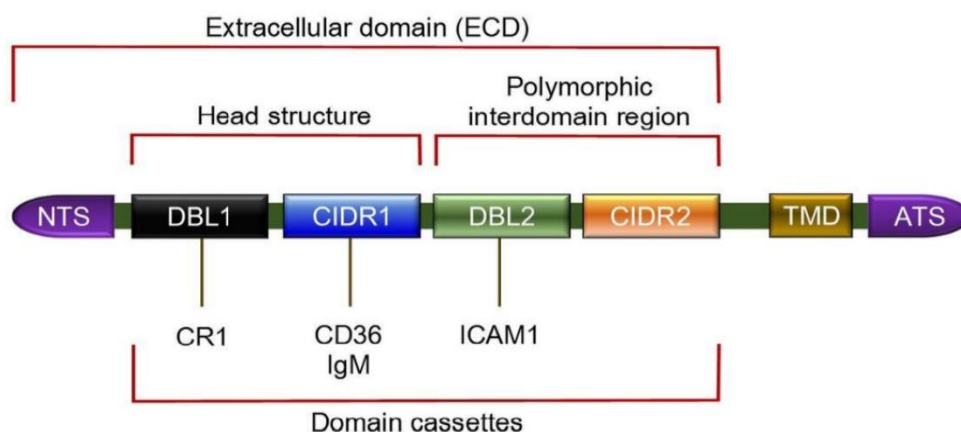 Extracellular domain (ECD)
Polymorphic
Head structure interdomain region
NTS DBL1 CIDR1 DBL2 CIDR2 TMD ATS
CR1 CD36 ICAM1
IgM
Domain cassettes